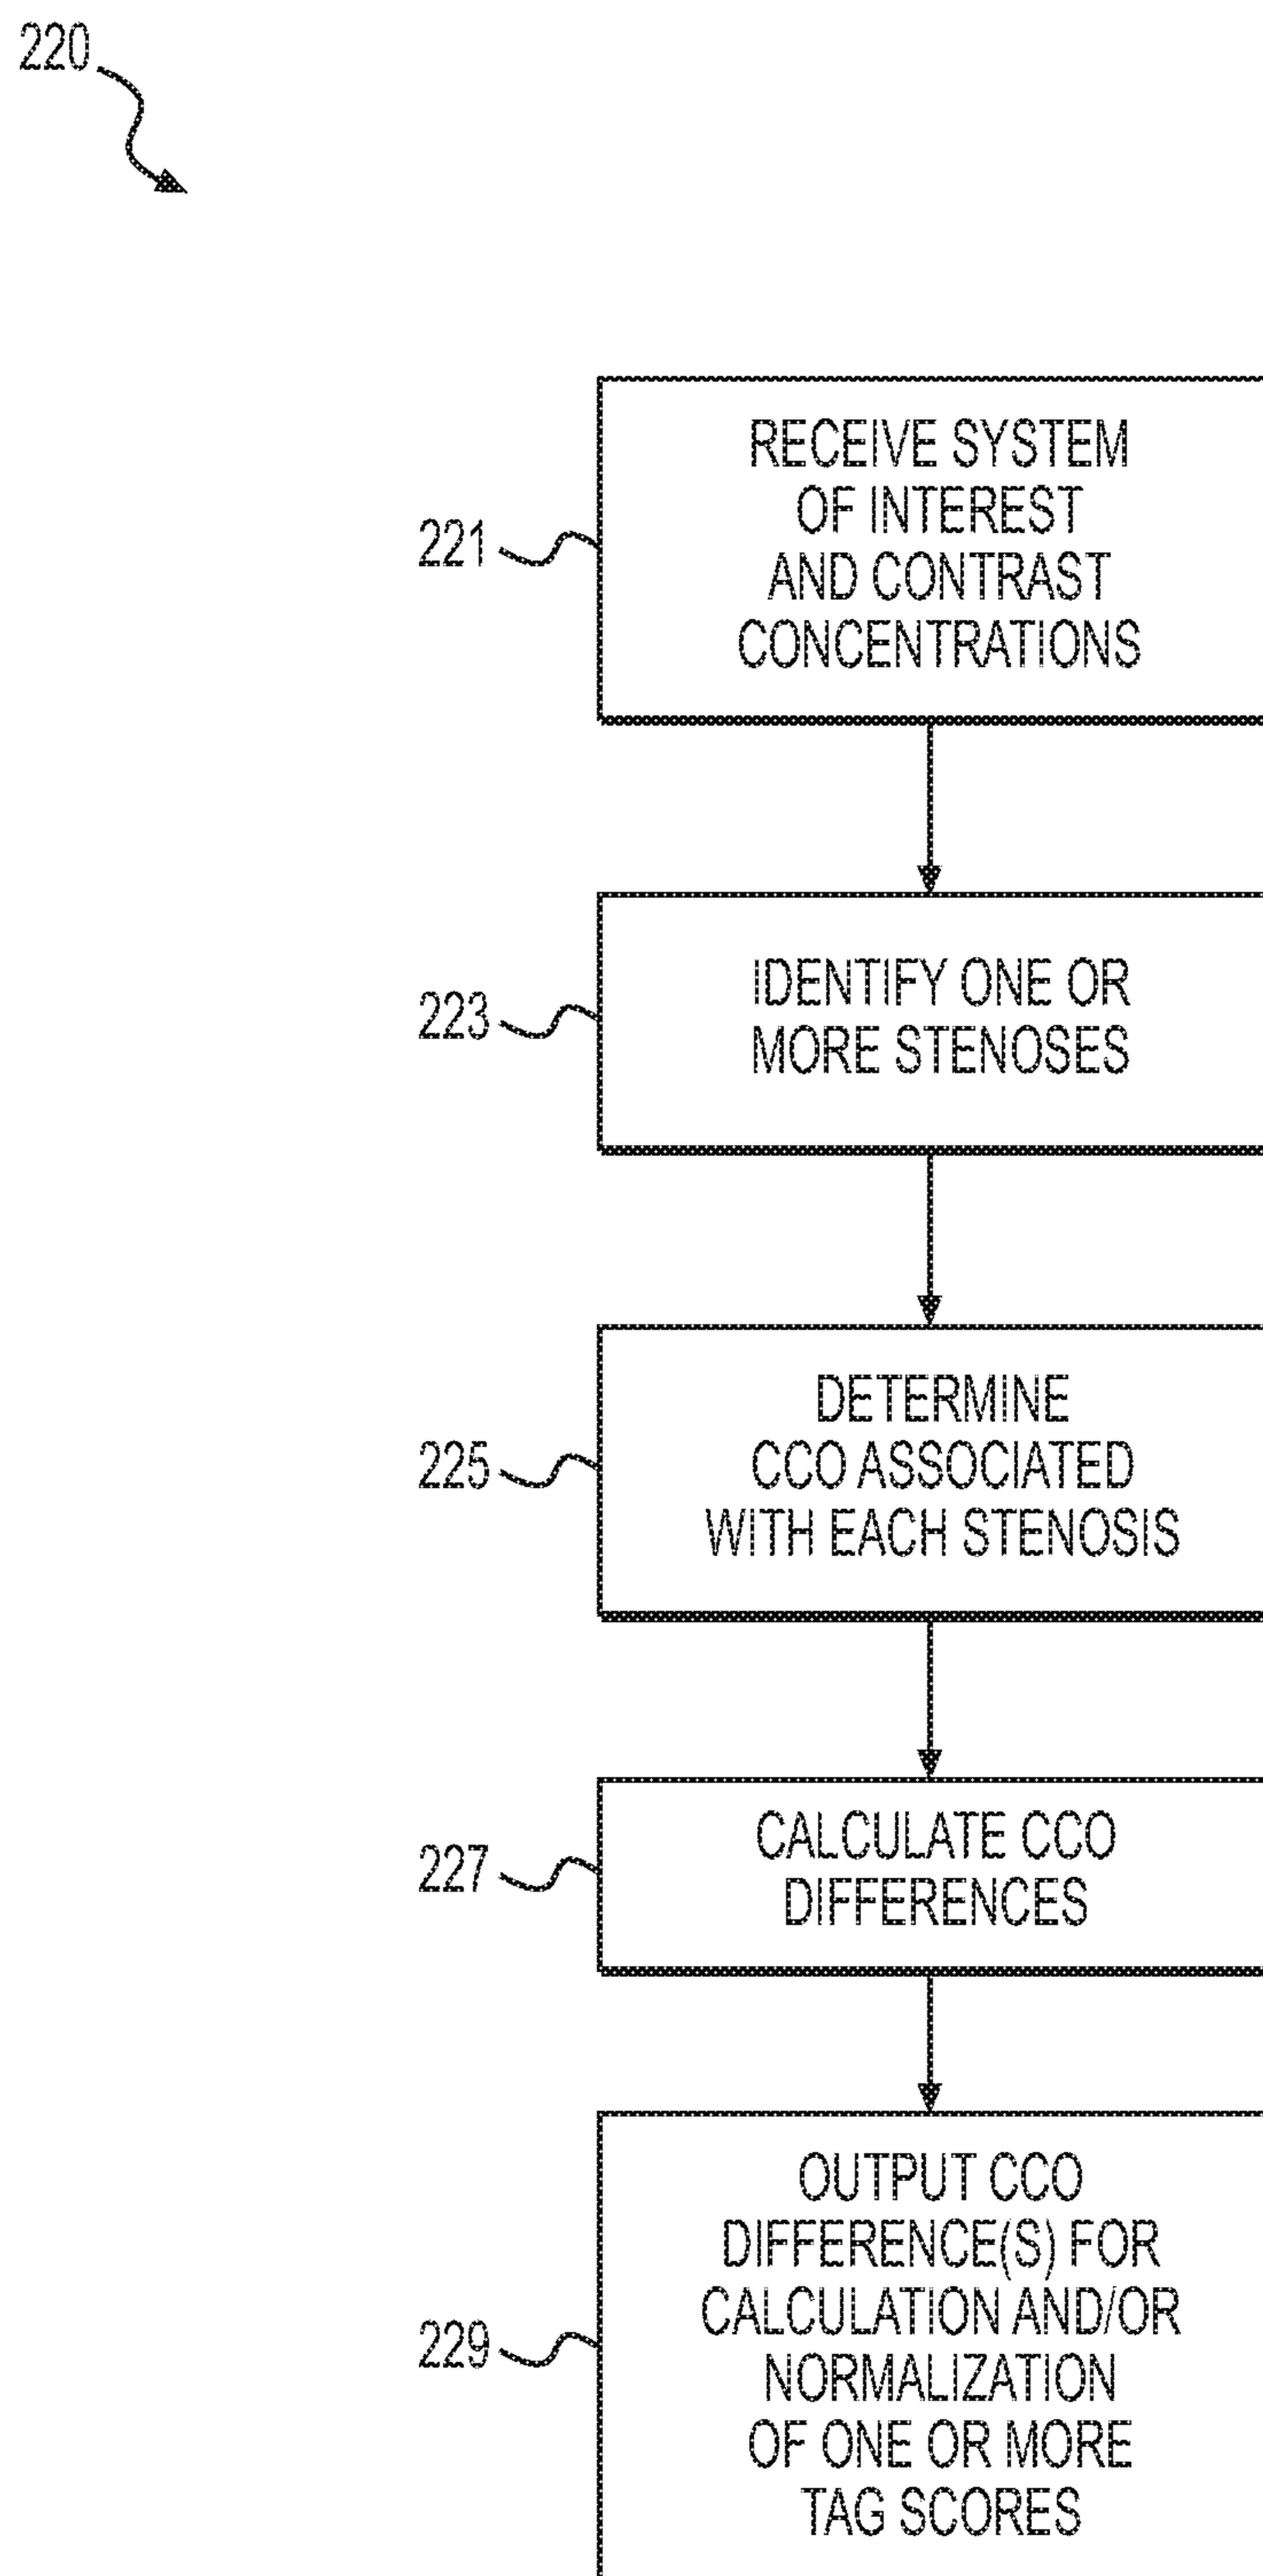 220
221
RECEIVE SYSTEM
OF INTEREST
AND CONTRAST
CONCENTRATIONS
223
IDENTIFY ONE OR
MORE STENOSES
225
DETERMINE
CCO ASSOCIATED
WITH EACH STENOSIS
227
CALCULATE CCO
DIFFERENCES
229
OUTPUT CCO
DIFFERENCE(S) FOR
CALCULATION AND/OR
NORMALIZATION
OF ONE OR MORE
TAG SCORES